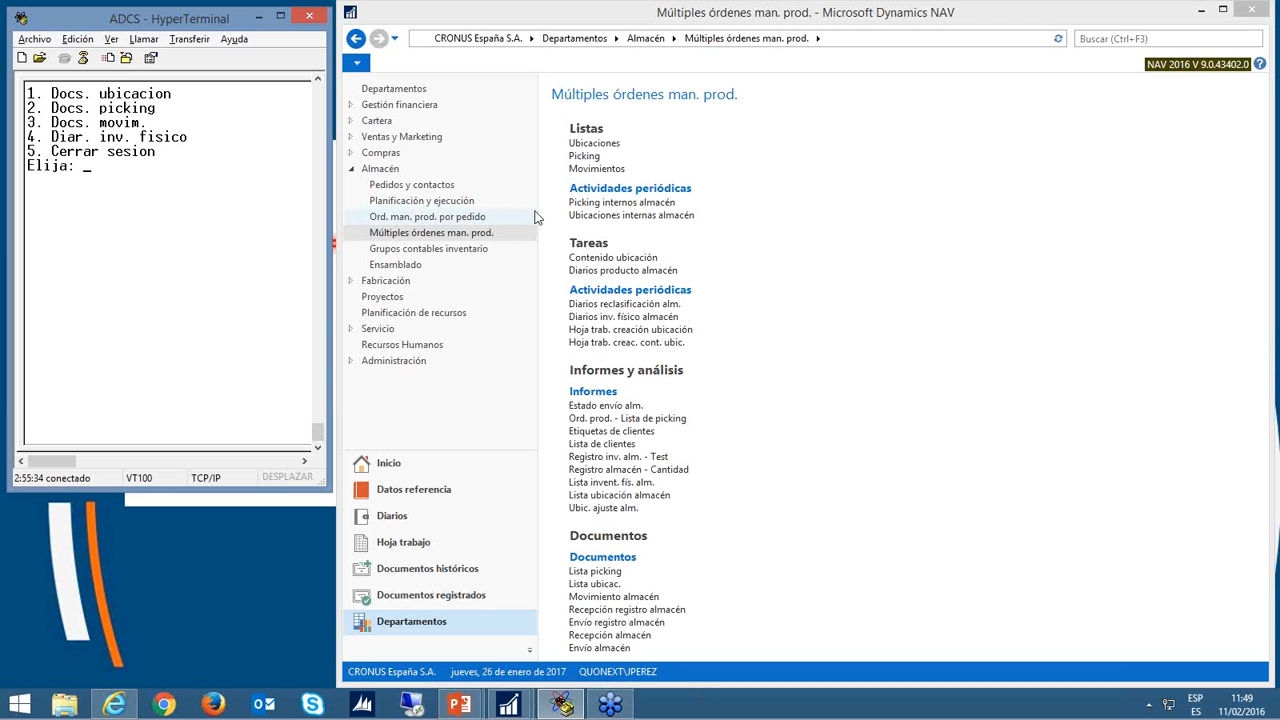 ADCS - HyperTerminal
Archivo Edición Ver Llamar Transferir Ayuda
1. Docs. ubicacion
2. Docs. picking
3. Docs. movim.
4. Diar. inv. fisico
5. Cerrar sesion
Elija: _
2:55:34 conectado VT100 TCP/IP DESPLAZAR
Múltiples órdenes man. prod. - Microsoft Dynamics NAV
CRONUS España S.A. Departamentos Almacén Múltiples órdenes man. prod.
Buscar (Ctrl+F3)
NAV 2016 V 9.0.43402.0
Departamentos
Gestión financiera
Cartera
Ventas y Marketing
Compras
Almacén
Pedidos y contactos
Planificación y ejecución
Ord. man. prod. por pedido
Múltiples órdenes man. prod.
Grupos contables inventario
Ensamblado
Fabricación
Proyectos
Planificación de recursos
Servicio
Recursos Humanos
Administración
Inicio
Datos referencia
Diarios
Hoja trabajo
Documentos históricos
Documentos registrados
Departamentos
Múltiples órdenes man. prod.
Listas
Ubicaciones
Picking
Movimientos
Actividades periódicas
Picking internos almacén
Ubicaciones internas almacén
Tareas
Contenido ubicación
Diarios producto almacén
Actividades periódicas
Diarios reclasificación alm.
Diarios inv. físico almacén
Hoja trab. creación ubicación
Hoja trab. creac. cont. ubic.
Informes y análisis
Informes
Estado envío alm.
Ord. prod. - Lista de picking
Etiquetas de clientes
Lista de clientes
Registro inv. alm. - Test
Registro almacén - Cantidad
Lista invent. fís. alm.
Lista ubicación almacén
Ubic. ajuste alm.
Documentos
Documentos
Lista picking
Lista ubicac.
Movimiento almacén
Recepción registro almacén
Envío registro almacén
Recepción almacén
Envío almacén
CRONUS España S.A. jueves, 26 de enero de 2017 QUONEXT\JPEREZ
ESP
ES
11:49
11/02/2016